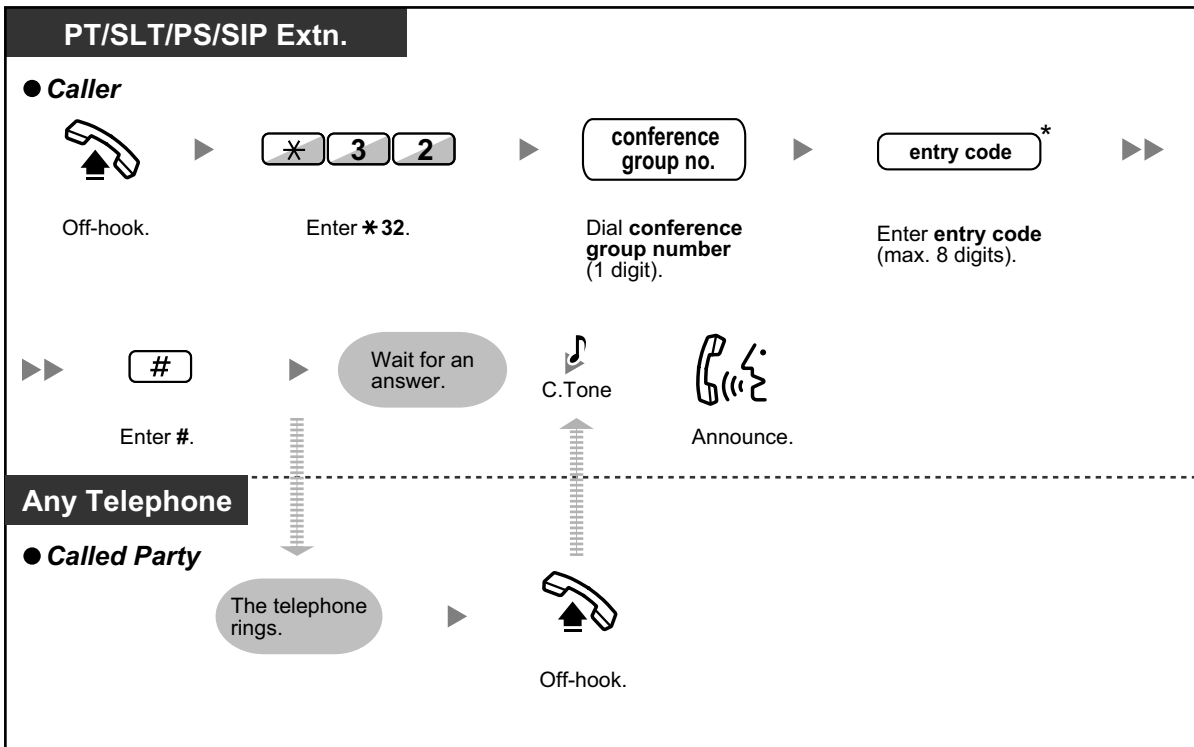 PT/SLT/PS/SIP Extn.
● Caller
* 3 2
conference
group no.
entry code *
Off-hook.
Enter *32.
Dial conference
group number
(1 digit).
Enter entry code
(max. 8 digits).
#
Wait for an
answer.
C.Tone
Enter #.
Announce.
Any Telephone
● Called Party
The telephone
rings.
Off-hook.